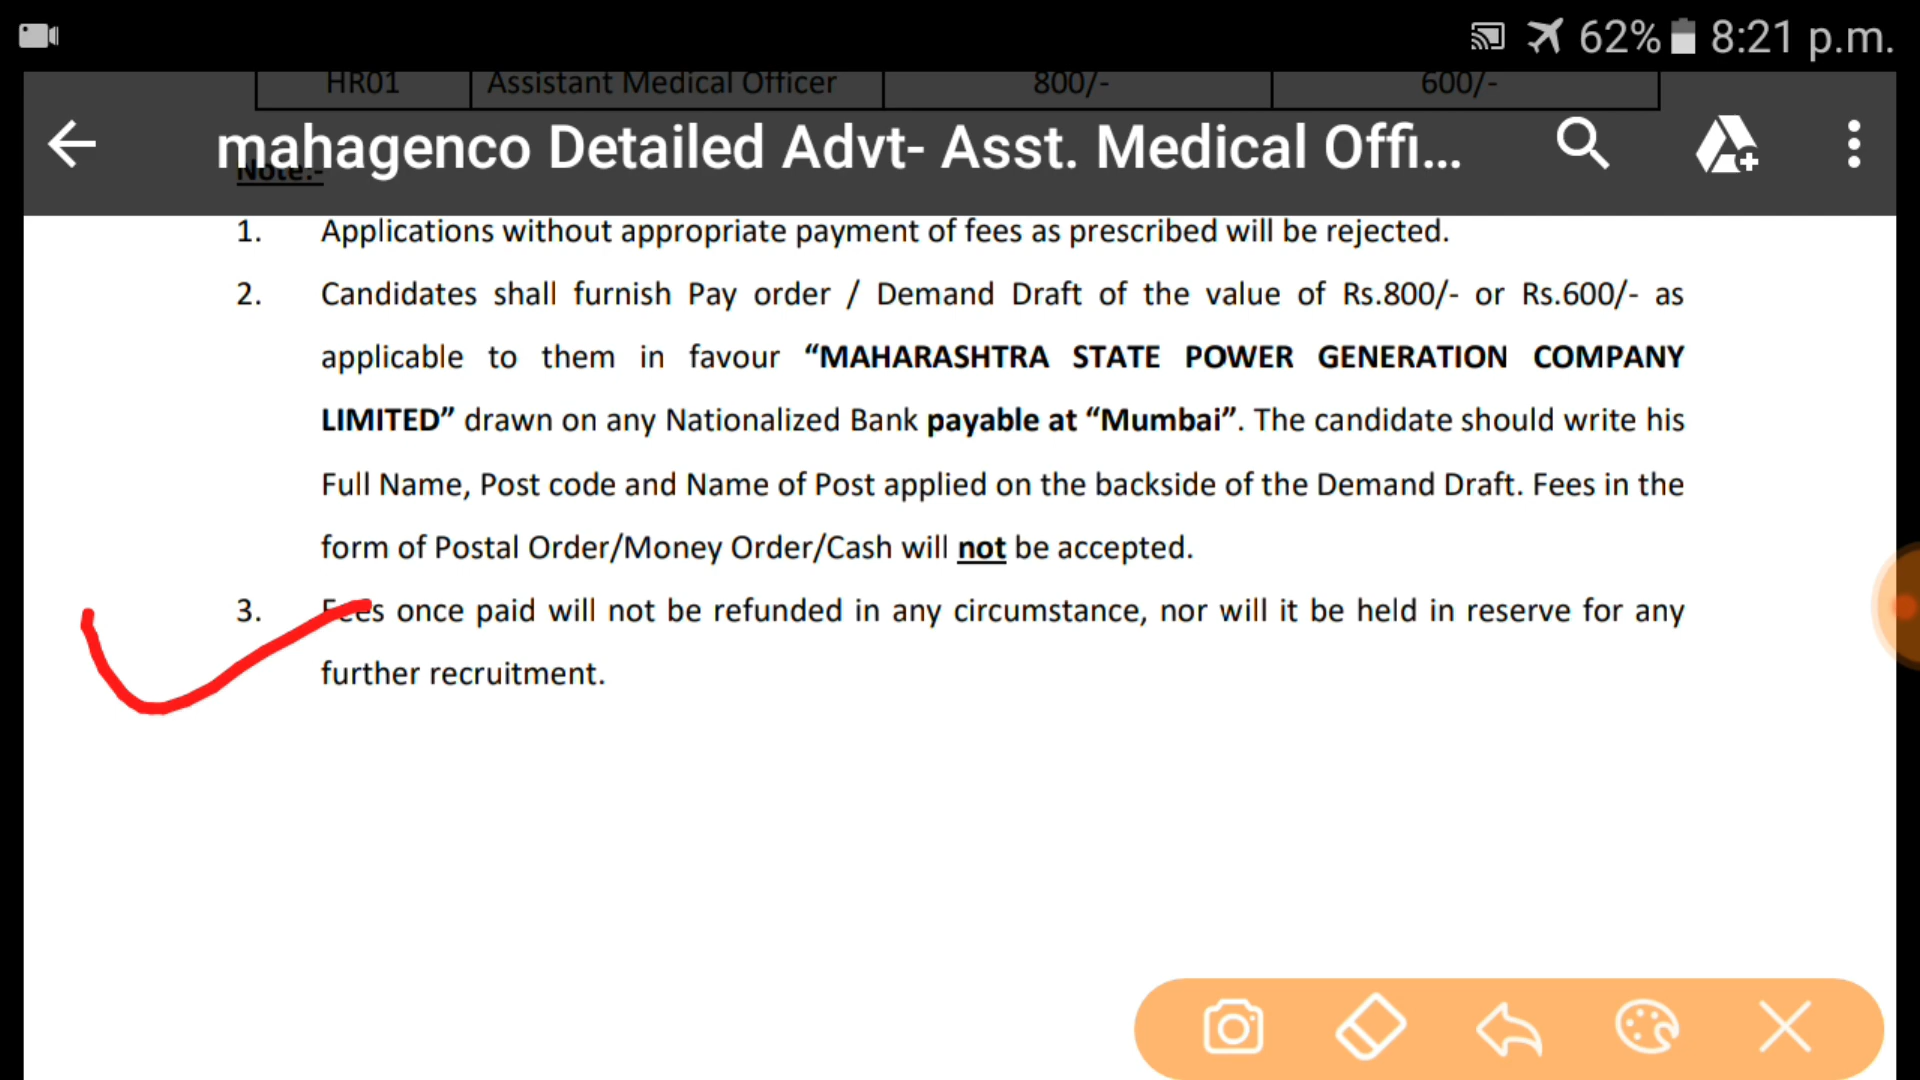 62% 8:21 p.m.
HR01 Assistant Medical Officer 800/- 600/-
mahagenco Detailed Advt- Asst. Medical Offi...
Note:-
1. Applications without appropriate payment of fees as prescribed will be rejected.
2. Candidates shall furnish Pay order / Demand Draft of the value of Rs.800/- or Rs.600/- as
applicable to them in favour “MAHARASHTRA STATE POWER GENERATION COMPANY
LIMITED” drawn on any Nationalized Bank payable at “Mumbai”. The candidate should write his
Full Name, Post code and Name of Post applied on the backside of the Demand Draft. Fees in the
form of Postal Order/Money Order/Cash will not be accepted.
3. Fees once paid will not be refunded in any circumstance, nor will it be held in reserve for any
further recruitment.